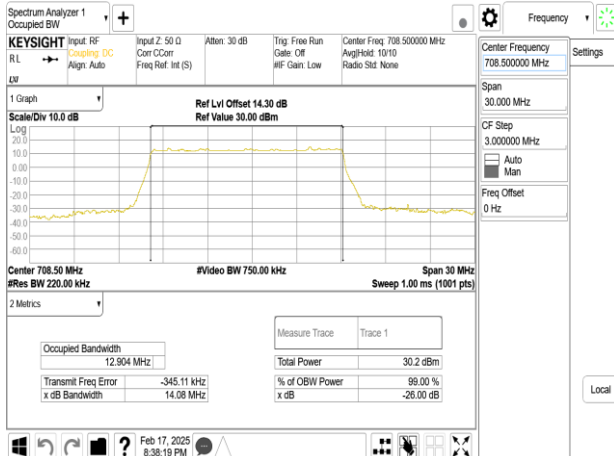 Spectrum Analyzer 1
Occupied BW
Frequency
KEYSIGHT
RL
LXI
Input: RF
Coupling: DC
Align: Auto
Input Z: 50 Ω
Corr CCorr
Freq Ref: Int (S)
Atten: 30 dB
Trig: Free Run
Gate: Off
#IF Gain: Low
Center Freq: 708.500000 MHz
Avg|Hold: 10/10
Radio Std: None
Center Frequency
708.500000 MHz
Settings
Span
30.000 MHz
CF Step
3.000000 MHz
Auto
Man
Freq Offset
0 Hz
Local
1 Graph
Scale/Div 10.0 dB
Ref Lvl Offset 14.30 dB
Ref Value 30.00 dBm
Log
20.0
10.0
0.00
-10.0
-20.0
-30.0
-40.0
-50.0
-60.0
Center 708.50 MHz
#Video BW 750.00 kHz
Span 30 MHz
#Res BW 220.00 kHz
Sweep 1.00 ms (1001 pts)
2 Metrics
Measure Trace
Trace 1
Occupied Bandwidth
12.904 MHz
Total Power
30.2 dBm
Transmit Freq Error
-345.11 kHz
% of OBW Power
99.00 %
x dB Bandwidth
14.08 MHz
x dB
-26.00 dB
?
Feb 17, 2025
8:38:19 PM